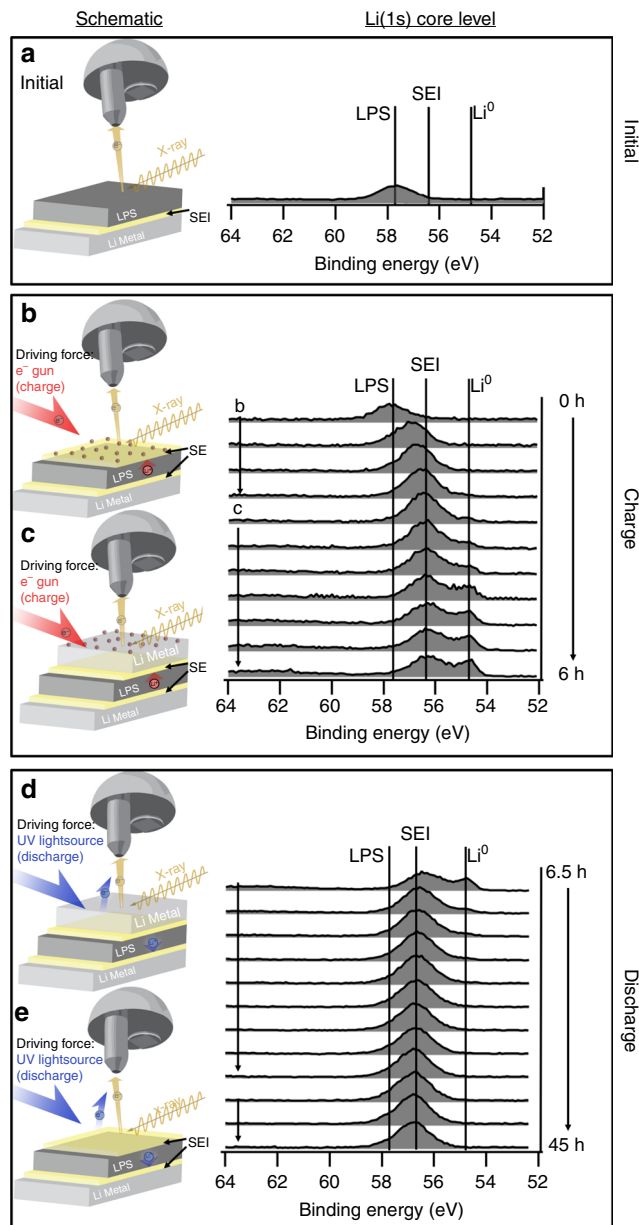 Schematic
Li(1s) core level
a
Initial
X-ray
e⁻
LPS
SEI
Li Metal
LPS
SEI
Li⁰
64 62 60 58 56 54 52
Binding energy (eV)
Initial
b
Driving force:
e⁻ gun
(charge)
X-ray
SE
LPS
Li Metal
c
Driving force:
e⁻ gun
(charge)
X-ray
Li Metal
SE
LPS
Li Metal
LPS
SEI
Li⁰
b
c
0 h
6 h
64 62 60 58 56 54 52
Binding energy (eV)
Charge
d
Driving force:
UV lightsource
(discharge)
X-ray
Li Metal
LPS
Li Metal
e
Driving force:
UV lightsource
(discharge)
x-ray
SEI
LPS
Li Metal
LPS
SEI
Li⁰
6.5 h
45 h
64 62 60 58 56 54 52
Binding energy (eV)
Discharge